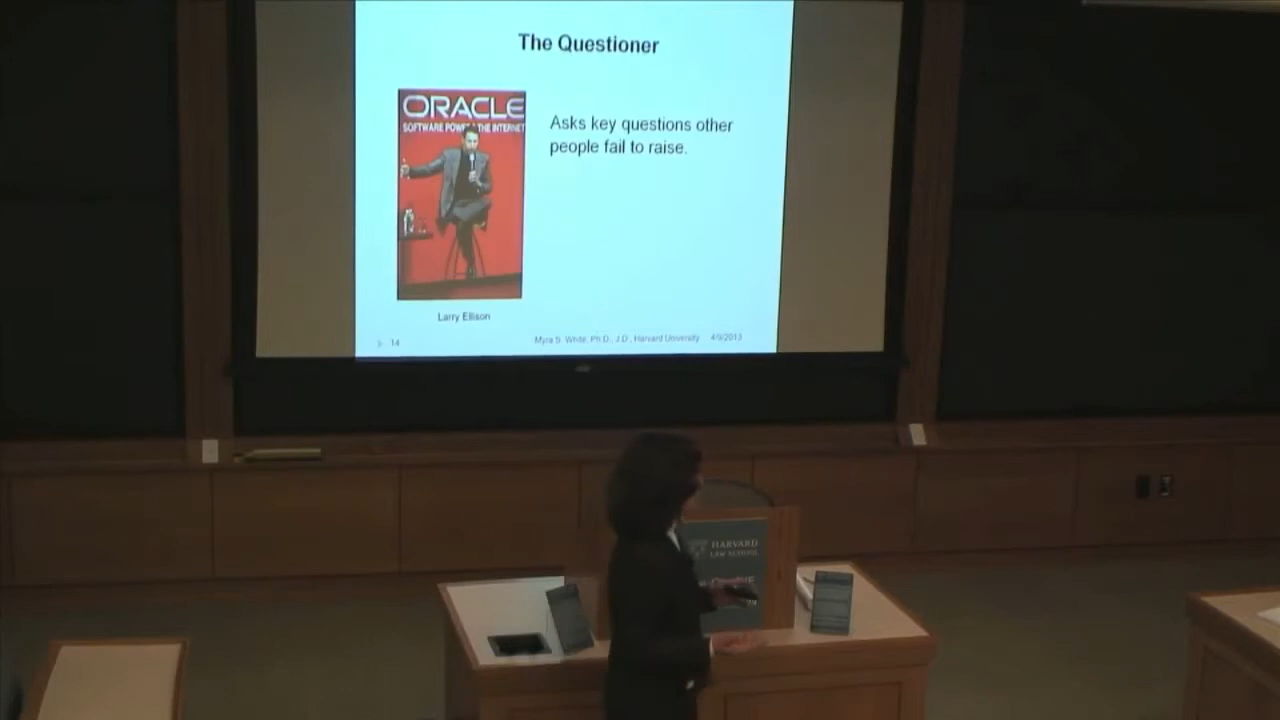 The Questioner
ORACLE
SOFTWARE POWERS THE INTERNET
Asks key questions other
people fail to raise.
Larry Ellison
14
Myra S. White, Ph.D., J.D., Harvard University 4/9/2013
HARVARD
LAW SCHOOL